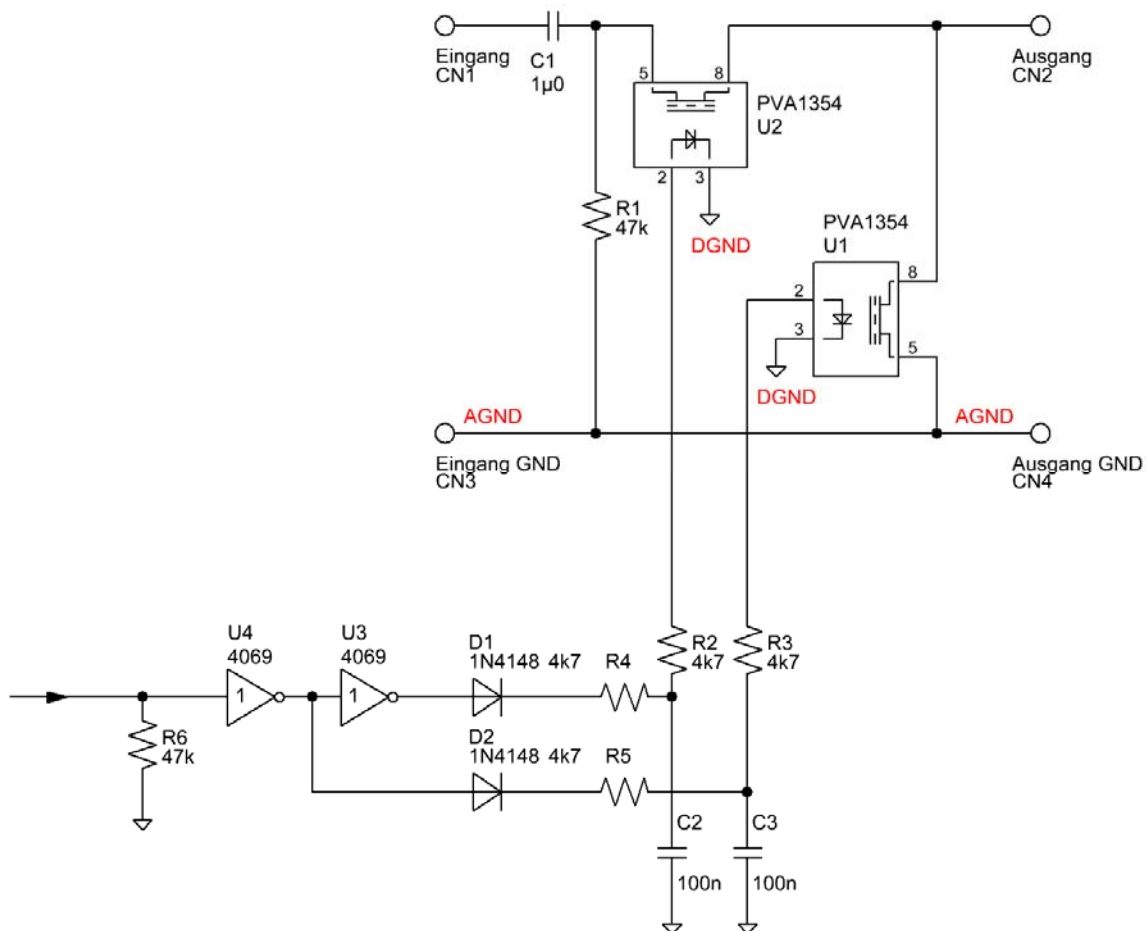 Eingang
CN1
C1
1µ0
5
8
PVA1354
U2
2
3
DGND
Ausgang
CN2
R1
47k
PVA1354
U1
8
2
3
5
DGND
AGND
AGND
Eingang GND
CN3
Ausgang GND
CN4
U4
4069
1
U3
4069
1
D1
1N4148 4k7
R4
R2
4k7
R3
4k7
R6
47k
D2
1N4148 4k7
R5
C2
100n
C3
100n